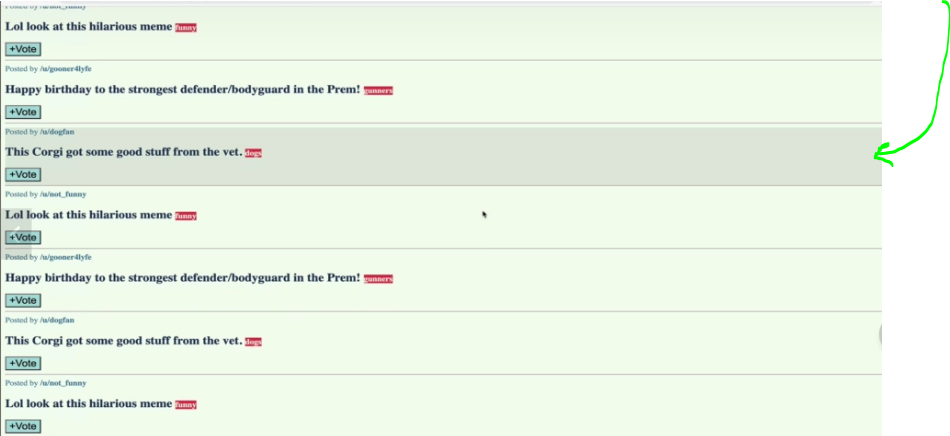 Posted by /u/not_funny
Lol look at this hilarious meme funny
+Vote
Posted by /u/gooner4lyfe
Happy birthday to the strongest defender/bodyguard in the Prem! gunners
+Vote
Posted by /u/dogfan
This Corgi got some good stuff from the vet. dogs
+Vote
Posted by /u/not_funny
Lol look at this hilarious meme funny
+Vote
Posted by /u/gooner4lyfe
Happy birthday to the strongest defender/bodyguard in the Prem! gunners
+Vote
Posted by /u/dogfan
This Corgi got some good stuff from the vet. dogs
+Vote
Posted by /u/not_funny
Lol look at this hilarious meme funny
+Vote